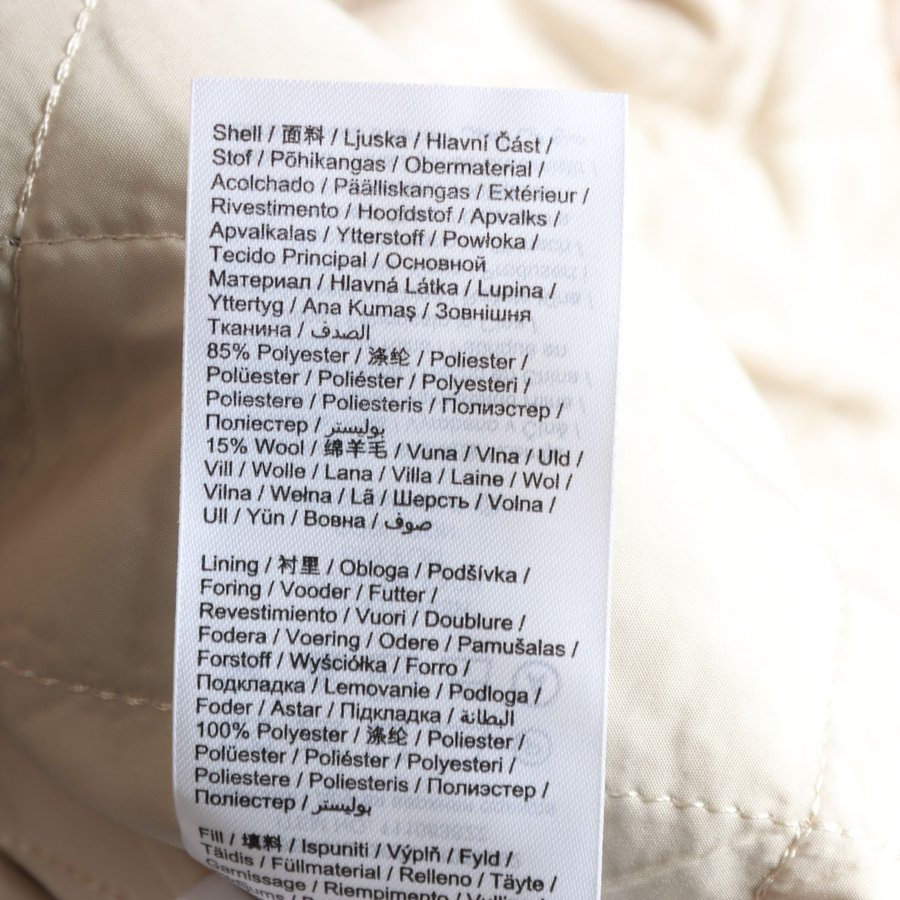 Shell / 面料 / Ljuska / Hlavní Část /
Stof / Põhikangas / Obermaterial /
Acolchado / Päälliskangas / Extérieur /
Rivestimento / Hoofdstof / Apvalks /
Apvalkalas / Ytterstoff / Powłoka /
Tecido Principal / Основной
Материал / Hlavná Látka / Lupina /
Yttertyg / Ana Kumaş / Зовнішня
Тканина / الصدف
85% Polyester / 涤纶 / Poliester /
Polüester / Poliéster / Polyesteri /
Poliestere / Poliesteris / Полиэстер /
Поліестер / بوليستر
15% Wool / 绵羊毛 / Vuna / Vlna / Uld /
Vill / Wolle / Lana / Villa / Laine / Wol /
Vilna / Wełna / Lã / Шерсть / Volna /
Ull / Yün / Вовна / صوف
Lining / 衬里 / Obloga / Podšívka /
Foring / Vooder / Futter /
Revestimiento / Vuori / Doublure /
Fodera / Voering / Odere / Pamušalas /
Forstoff / Wyściółka / Forro /
Подкладка / Lemovanie / Podloga /
Foder / Astar / Підкладка / البطانة
100% Polyester / 涤纶 / Poliester /
Polüester / Poliéster / Polyesteri /
Poliestere / Poliesteris / Полиэстер /
Поліестер / بوليستر
Fill / 填料 / Ispuniti / Výplň / Fyld /
Täidis / Füllmaterial / Relleno / Täyte /
Garnissage / Riempimento / Vulling /